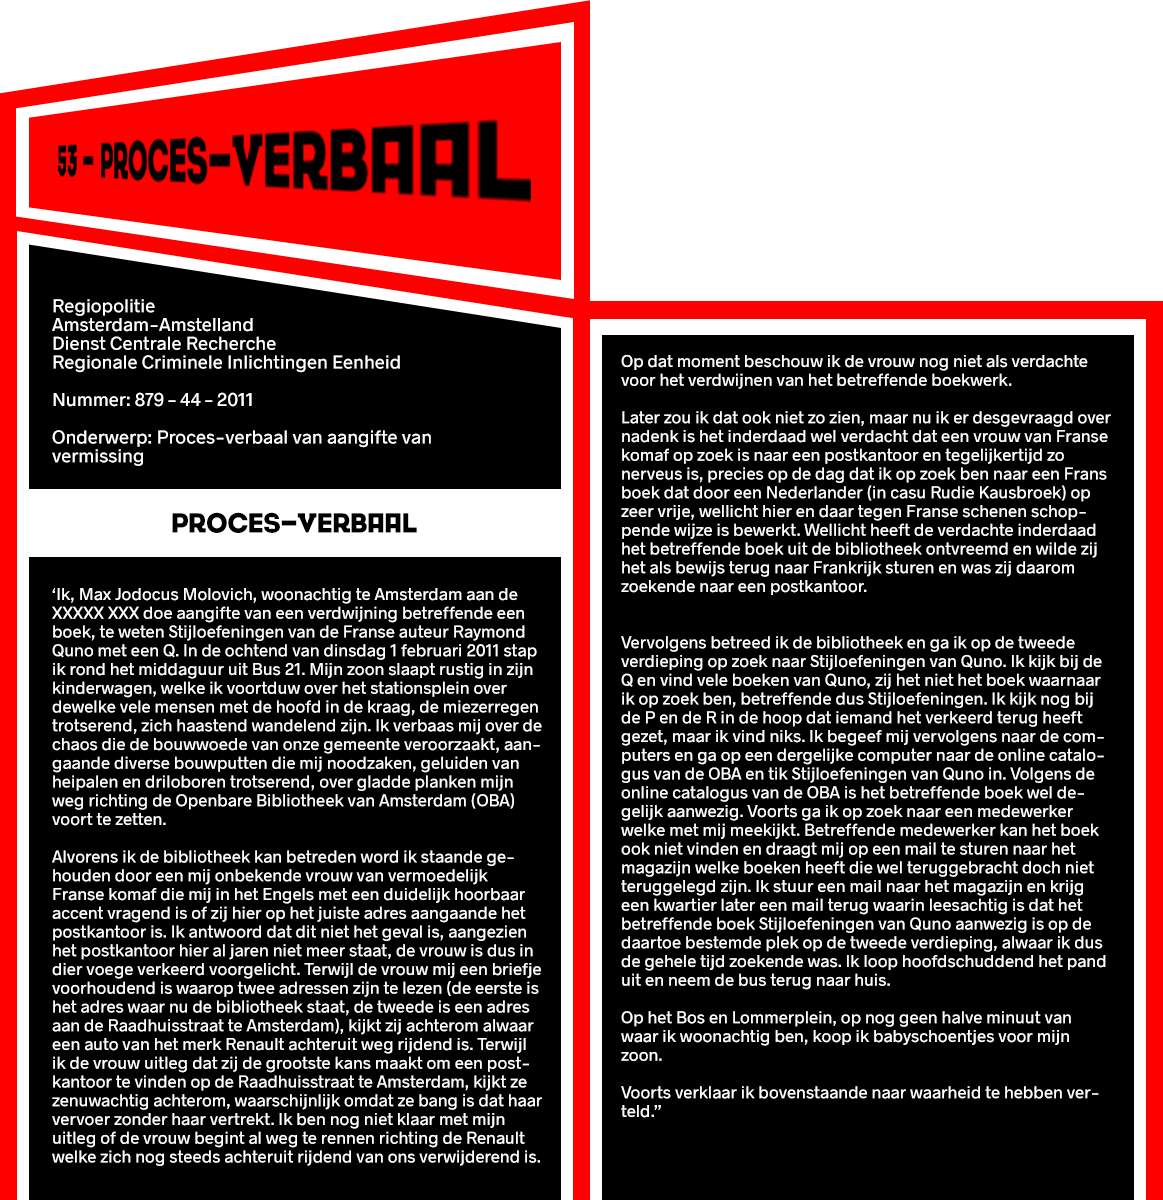 53 - PROCES-VERBAAL
Regiopolitie
Amsterdam-Amstelland
Dienst Centrale Recherche
Regionale Criminele Inlichtingen Eenheid
Nummer: 879 - 44 - 2011
Onderwerp: Proces-verbaal van aangifte van
vermissing
PROCES-VERBAAL
‘Ik, Max Jodocus Molovich, woonachtig te Amsterdam aan de
XXXXX XXX doe aangifte van een verdwijning betreffende een
boek, te weten Stijloefeningen van de Franse auteur Raymond
Quno met een Q. In de ochtend van dinsdag 1 februari 2011 stap
ik rond het middaguur uit Bus 21. Mijn zoon slaapt rustig in zijn
kinderwagen, welke ik voortduw over het stationsplein over
dewelke vele mensen met de hoofd in de kraag, de miezerregen
trotserend, zich haastend wandelend zijn. Ik verbaas mij over de
chaos die de bouwwoede van onze gemeente veroorzaakt, aan-
gaande diverse bouwputten die mij noodzaken, geluiden van
heipalen en driloboren trotserend, over gladde planken mijn
weg richting de Openbare Bibliotheek van Amsterdam (OBA)
voort te zetten.
Alvorens ik de bibliotheek kan betreden word ik staande ge-
houden door een mij onbekende vrouw van vermoedelijk
Franse komaf die mij in het Engels met een duidelijk hoorbaar
accent vragend is of zij hier op het juiste adres aangaande het
postkantoor is. Ik antwoord dat dit niet het geval is, aangezien
het postkantoor hier al jaren niet meer staat, de vrouw is dus in
dier voege verkeerd voorgelicht. Terwijl de vrouw mij een briefje
voorhoudend is waarop twee adressen zijn te lezen (de eerste is
het adres waar nu de bibliotheek staat, de tweede is een adres
aan de Raadhuisstraat te Amsterdam), kijkt zij achterom alwaar
een auto van het merk Renault achteruit weg rijdend is. Terwijl
ik de vrouw uitleg dat zij de grootste kans maakt om een post-
kantoor te vinden op de Raadhuisstraat te Amsterdam, kijkt ze
zenuwachtig achterom, waarschijnlijk omdat ze bang is dat haar
vervoer zonder haar vertrekt. Ik ben nog niet klaar met mijn
uitleg of de vrouw begint al weg te rennen richting de Renault
welke zich nog steeds achteruit rijdend van ons verwijderend is.
Op dat moment beschouw ik de vrouw nog niet als verdachte
voor het verdwijnen van het betreffende boekwerk.
Later zou ik dat ook niet zo zien, maar nu ik er desgevraagd over
nadenk is het inderdaad wel verdacht dat een vrouw van Franse
komaf op zoek is naar een postkantoor en tegelijkertijd zo
nerveus is, precies op de dag dat ik op zoek ben naar een Frans
boek dat door een Nederlander (in casu Rudie Kausbroek) op
zeer vrije, wellicht hier en daar tegen Franse schenen schop-
pende wijze is bewerkt. Wellicht heeft de verdachte inderdaad
het betreffende boek uit de bibliotheek ontvreemd en wilde zij
het als bewijs terug naar Frankrijk sturen en was zij daarom
zoekende naar een postkantoor.
Vervolgens betreed ik de bibliotheek en ga ik op de tweede
verdieping op zoek naar Stijloefeningen van Quno. Ik kijk bij de
Q en vind vele boeken van Quno, zij het niet het boek waarnaar
ik op zoek ben, betreffende dus Stijloefeningen. Ik kijk nog bij
de P en de R in de hoop dat iemand het verkeerd terug heeft
gezet, maar ik vind niks. Ik begeef mij vervolgens naar de com-
puters en ga op een dergelijke computer naar de online catalo-
gus van de OBA en tik Stijloefeningen van Quno in. Volgens de
online catalogus van de OBA is het betreffende boek wel de-
gelijk aanwezig. Voorts ga ik op zoek naar een medewerker
welke met mij meekijkt. Betreffende medewerker kan het boek
ook niet vinden en draagt mij op een mail te sturen naar het
magazijn welke boeken heeft die wel teruggebracht doch niet
teruggelegd zijn. Ik stuur een mail naar het magazijn en krijg
een kwartier later een mail terug waarin leesachtig is dat het
betreffende boek Stijloefeningen van Quno aanwezig is op de
daartoe bestemde plek op de tweede verdieping, alwaar ik dus
de gehele tijd zoekende was. Ik loop hoofdschuddend het pand
uit en neem de bus terug naar huis.
Op het Bos en Lommerplein, op nog geen halve minuut van
waar ik woonachtig ben, koop ik babyschoentjes voor mijn
zoon.
Voorts verklaar ik bovenstaande naar waarheid te hebben ver-
teld.”